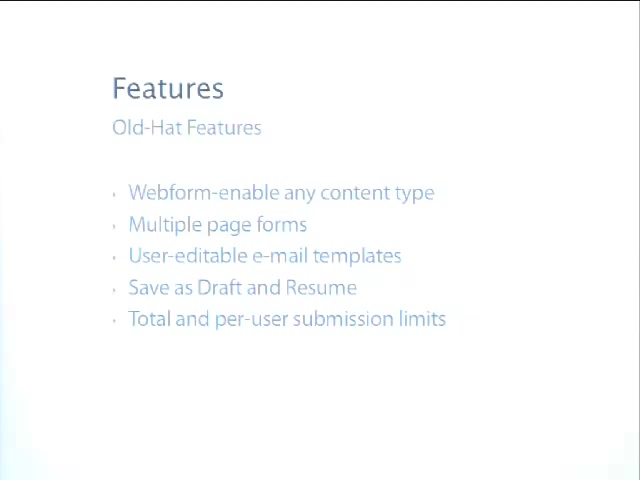 Features
Old-Hat Features
Webform-enable any content type
Multiple page forms
User-editable e-mail templates
Save as Draft and Resume
Total and per-user submission limits